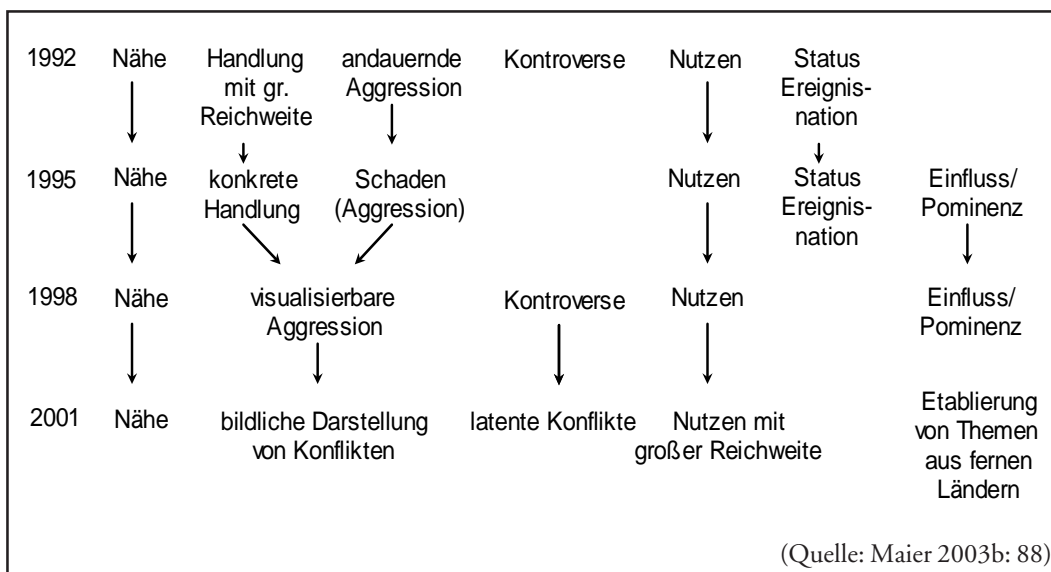 1992 Nähe Handlung andauernde Kontroverse Nutzen Status
mit gr. Aggression Ereignis-
Reichweite nation
1995 Nähe konkrete Schaden Nutzen Status Einfluss/
Handlung (Aggression) Ereignis- Pominenz
nation
1998 Nähe visualisierbare Kontroverse Nutzen Einfluss/
Aggression Pominenz
2001 Nähe bildliche Darstellung latente Konflikte Nutzen mit Etablierung
von Konflikten großer Reichweite von Themen
aus fernen
Ländern
(Quelle: Maier 2003b: 88)